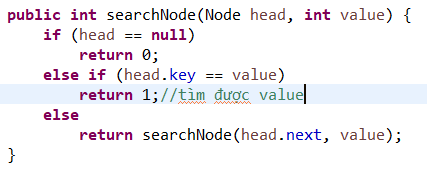 public int searchNode(Node head, int value) {
    if (head == null)
        return 0;
    else if (head.key == value)
        return 1;//tìm được value
    else
        return searchNode(head.next, value);
}